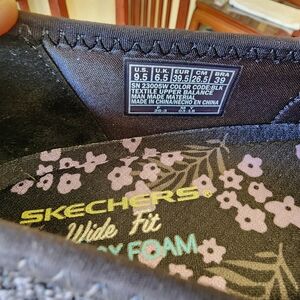 U.S. U.K. EUR CM BRA
9.5 6.5 39.5 26.5 39
SN 23005W COLOR CODE:BLK
TEXTILE UPPER BALANCE
MAN MADE MATERIAL
MADE IN CHINA/HECHO EN CHINA
SKECHERS
Wide Fit
FOAM